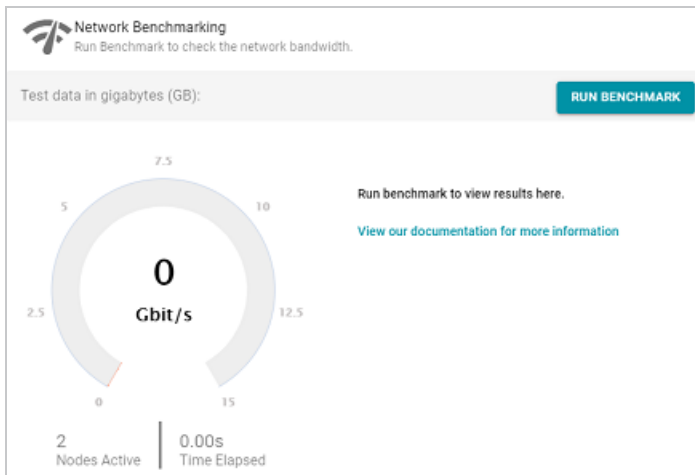 Network Benchmarking
Run Benchmark to check the network bandwidth.
Test data in gigabytes (GB):
RUN BENCHMARK
7.5
5
10
Run benchmark to view results here.
View our documentation for more information
0
Gbit/s
2.5
12.5
0
15
2
0.00s
Nodes Active
Time Elapsed